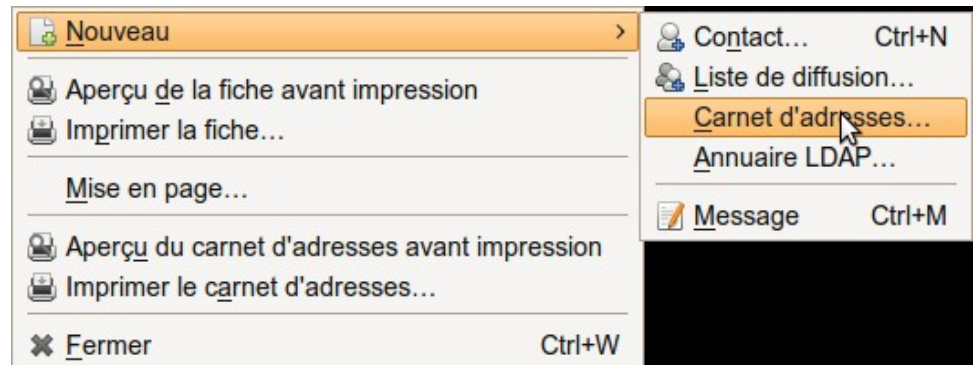 Nouveau
Aperçu de la fiche avant impression
Imprimer la fiche…
Mise en page…
Aperçu du carnet d'adresses avant impression
Imprimer le carnet d'adresses…
Fermer Ctrl+W
Contact… Ctrl+N
Liste de diffusion…
Carnet d'adresses…
Annuaire LDAP…
Message Ctrl+M